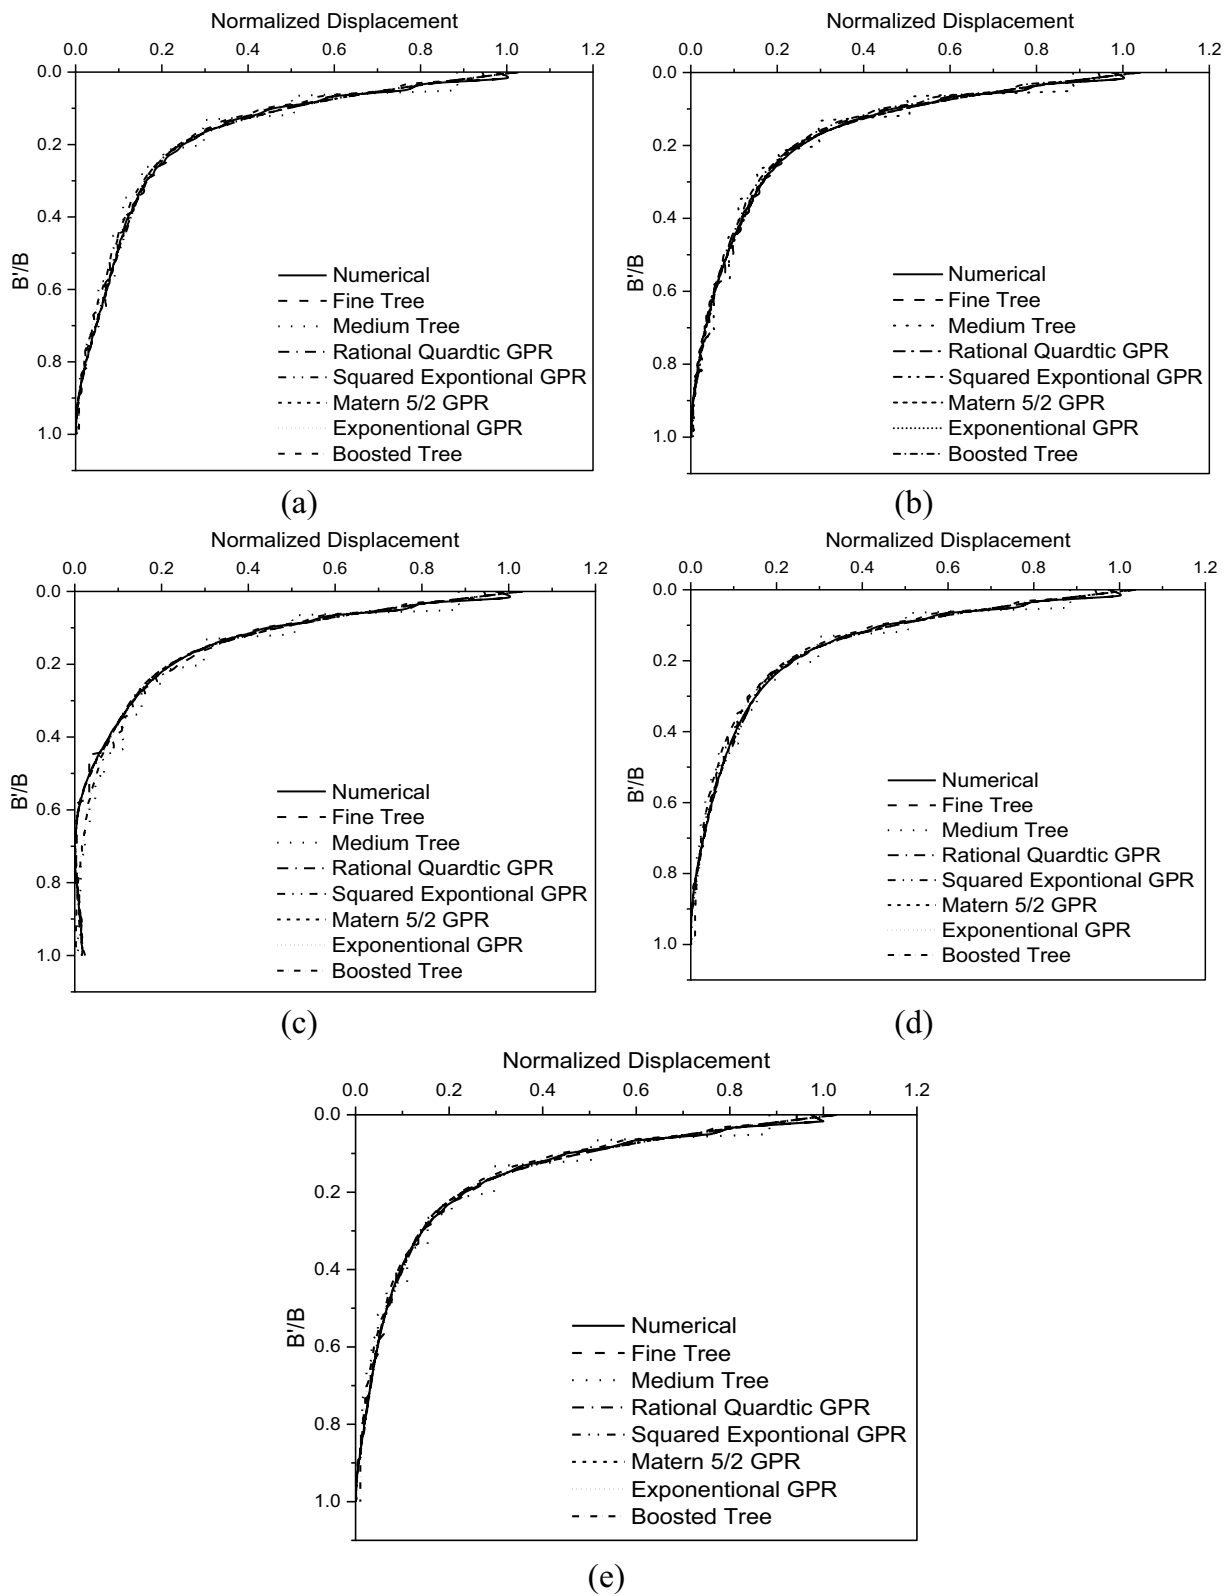 Normalized Displacement
0.0 0.2 0.4 0.6 0.8 1.0 1.2
0.0
0.2
0.4
0.6
0.8
1.0
B'/B
Numerical
Fine Tree
Medium Tree
Rational Quardtic GPR
Squared Expontional GPR
Matern 5/2 GPR
Exponentional GPR
Boosted Tree
(a)
Normalized Displacement
0.0 0.2 0.4 0.6 0.8 1.0 1.2
0.0
0.2
0.4
0.6
0.8
1.0
B'/B
Numerical
Fine Tree
Medium Tree
Rational Quardtic GPR
Squared Expontional GPR
Matern 5/2 GPR
Exponentional GPR
Boosted Tree
(b)
Normalized Displacement
0.0 0.2 0.4 0.6 0.8 1.0 1.2
0.0
0.2
0.4
0.6
0.8
1.0
B'/B
Numerical
Fine Tree
Medium Tree
Rational Quardtic GPR
Squared Expontional GPR
Matern 5/2 GPR
Exponentional GPR
Boosted Tree
(c)
Normalized Displacement
0.0 0.2 0.4 0.6 0.8 1.0 1.2
0.0
0.2
0.4
0.6
0.8
1.0
B'/B
Numerical
Fine Tree
Medium Tree
Rational Quardtic GPR
Squared Expontional GPR
Matern 5/2 GPR
Exponentional GPR
Boosted Tree
(d)
Normalized Displacement
0.0 0.2 0.4 0.6 0.8 1.0 1.2
0.0
0.2
0.4
0.6
0.8
1.0
B'/B
Numerical
Fine Tree
Medium Tree
Rational Quardtic GPR
Squared Expontional GPR
Matern 5/2 GPR
Exponentional GPR
Boosted Tree
(e)